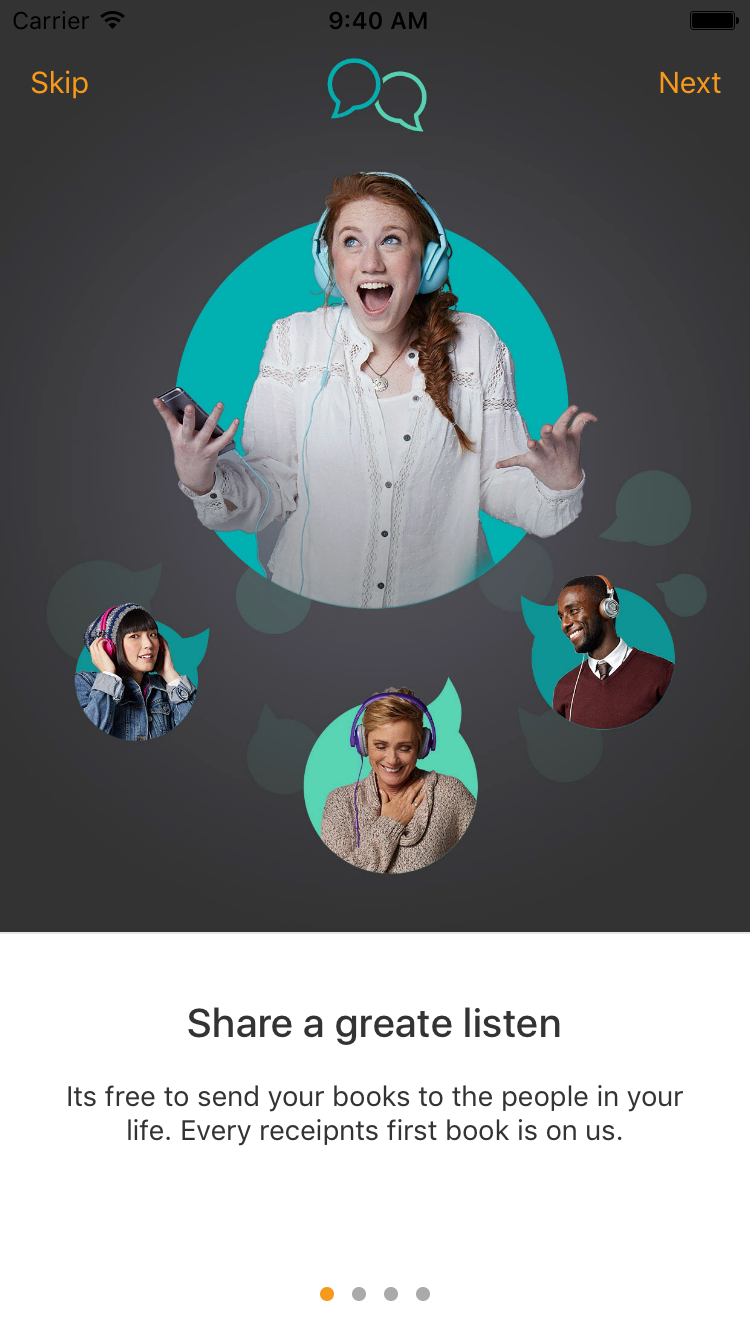 Carrier 9:40 AM
Skip Next
Share a greate listen
Its free to send your books to the people in your
life. Every receipnts first book is on us.